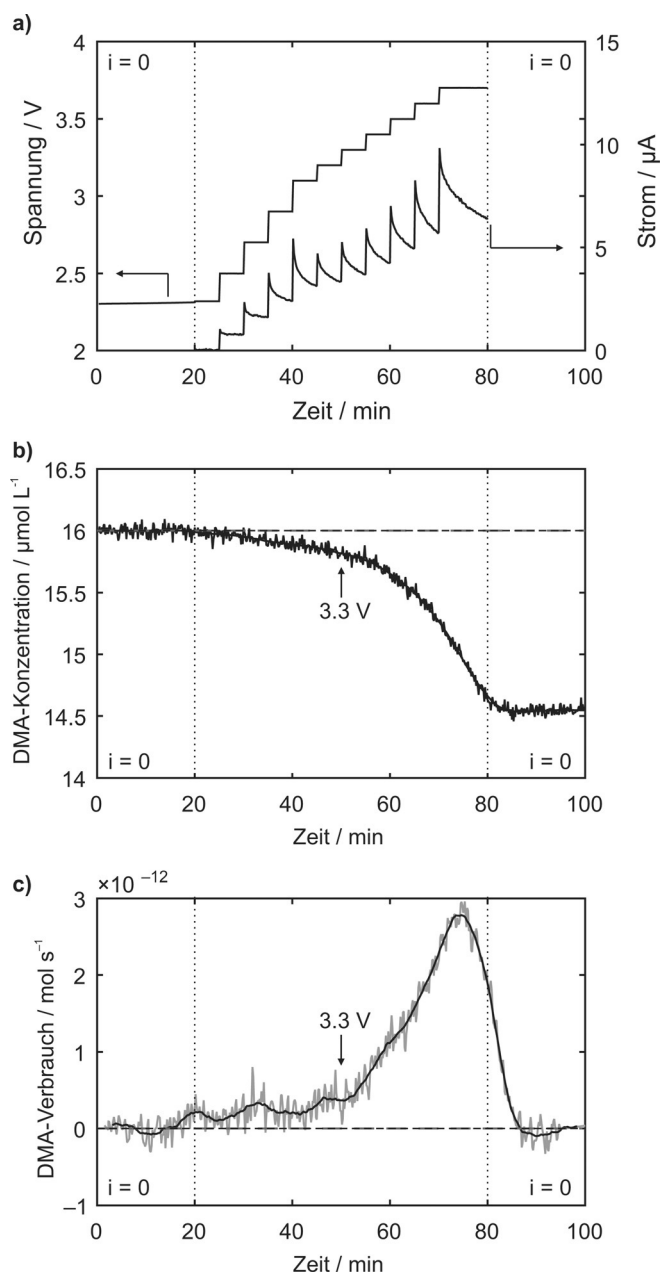 a)
i = 0
i = 0
Spannung / V
4
3.5
3
2.5
2
15
10
5
0
Strom / µA
0 20 40 60 80 100
Zeit / min
b)
DMA-Konzentration / µmol L⁻¹
16.5
16
15.5
15
14.5
14
3.3 V
i = 0
i = 0
0 20 40 60 80 100
Zeit / min
c)
×10 −12
DMA-Verbrauch / mol s⁻¹
3
2
1
0
−1
3.3 V
i = 0
i = 0
0 20 40 60 80 100
Zeit / min